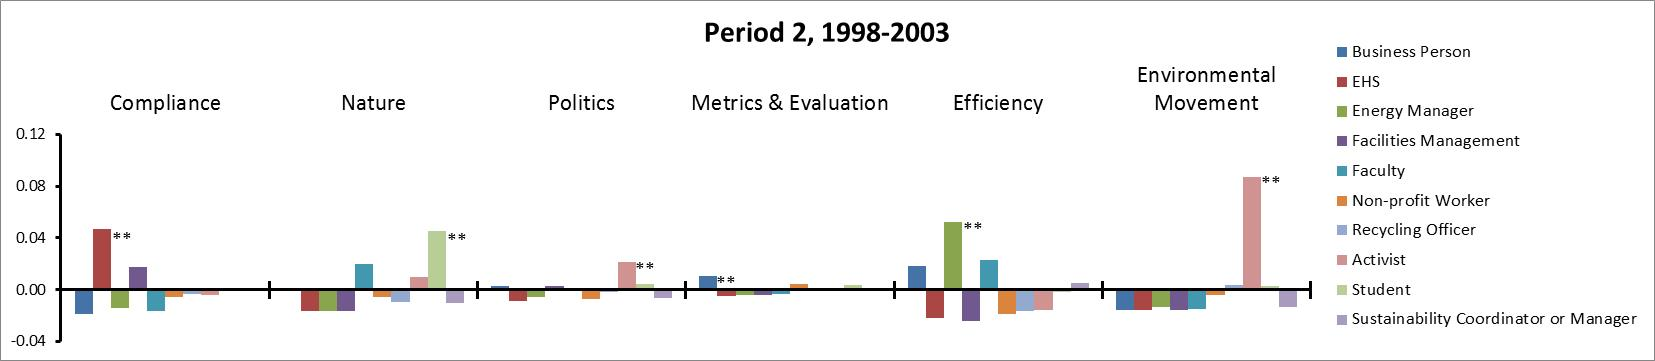 Period 2, 1998-2003
Compliance
Nature
Politics
Metrics & Evaluation
Efficiency
Environmental
Movement
0.12
0.08
0.04
0.00
-0.04
**
**
**
**
**
**
Business Person
EHS
Energy Manager
Facilities Management
Faculty
Non-profit Worker
Recycling Officer
Activist
Student
Sustainability Coordinator or Manager